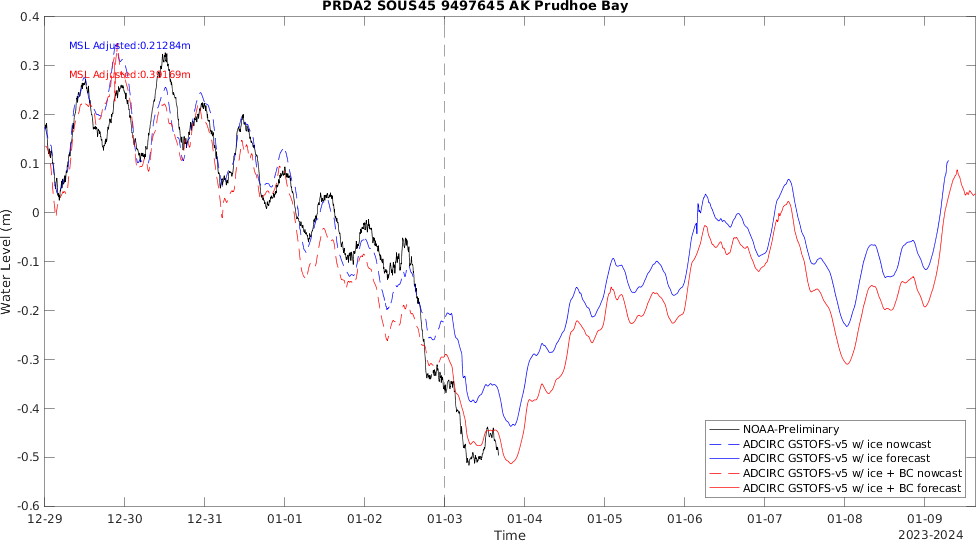 PRDA2 SOUS45 9497645 AK Prudhoe Bay
0.4
MSL Adjusted:0.21284m
0.3
MSL Adjusted:
0.2
0.1
0
-0.1
-0.2
-0.3
-0.4
-0.5
-0.6
Water Level (m)
NOAA-Preliminary
ADCIRC GSTOFS-v5 w/ ice nowcast
ADCIRC GSTOFS-v5 w/ ice forecast
ADCIRC GSTOFS-v5 w/ ice + BC nowcast
ADCIRC GSTOFS-v5 w/ ice + BC forecast
12-29 12-30 12-31 01-01 01-02 01-03 01-04 01-05 01-06 01-07 01-08 01-09
Time
2023-2024